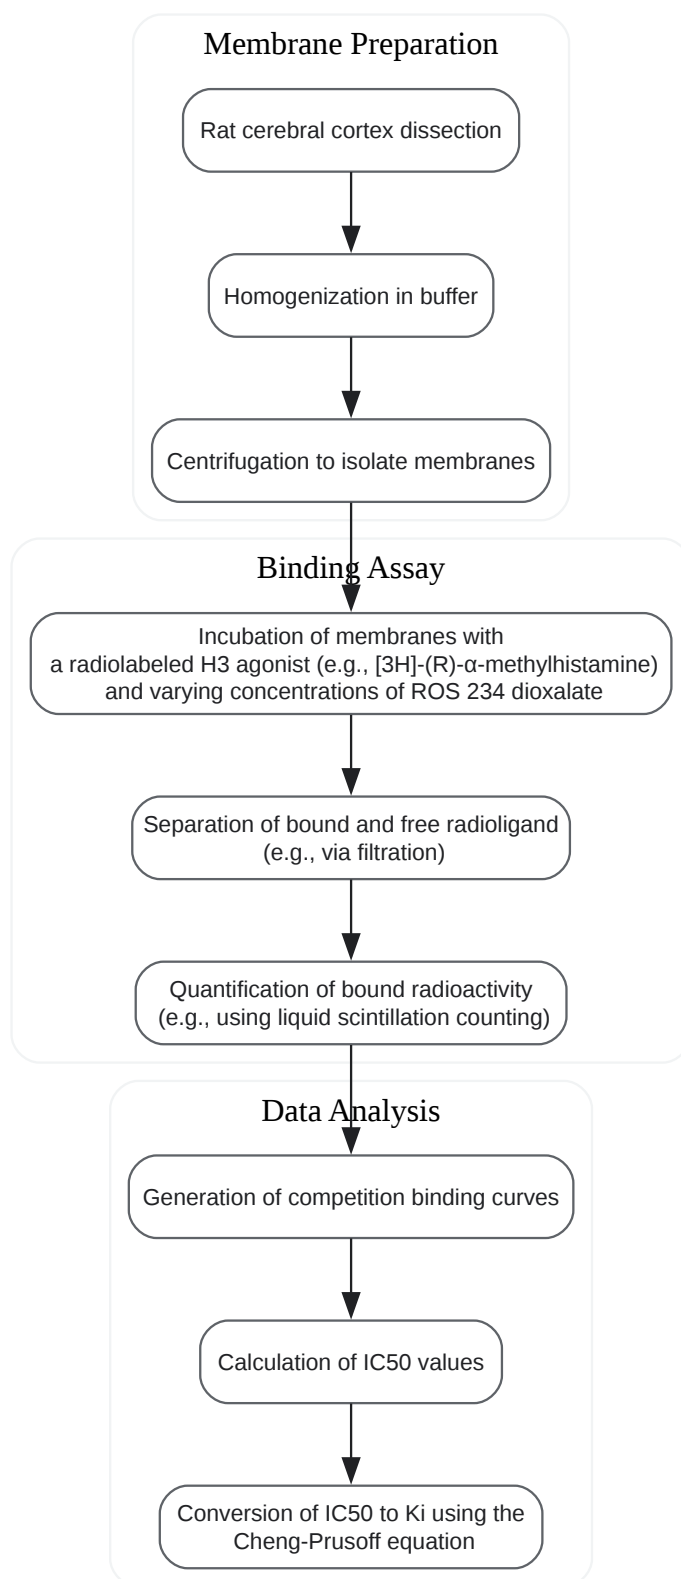 Membrane Preparation
Rat cerebral cortex dissection
Homogenization in buffer
Centrifugation to isolate membranes
Binding Assay
Incubation of membranes with
a radiolabeled H3 agonist (e.g., [3H]-(R)-α-methylhistamine)
and varying concentrations of ROS 234 dioxalate
Separation of bound and free radioligand
(e.g., via filtration)
Quantification of bound radioactivity
(e.g., using liquid scintillation counting)
Data Analysis
Generation of competition binding curves
Calculation of IC50 values
Conversion of IC50 to Ki using the
Cheng-Prusoff equation